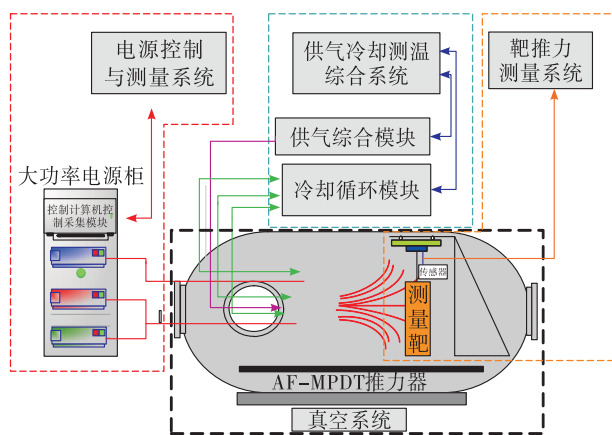 电源控制
与测量系统
供气冷却测温
综合系统
靶推力
测量系统
供气综合模块
冷却循环模块
大功率电源柜
控制计算机控
制采集模块
传感器
测
量
靶
AF-MPDT推力器
真空系统